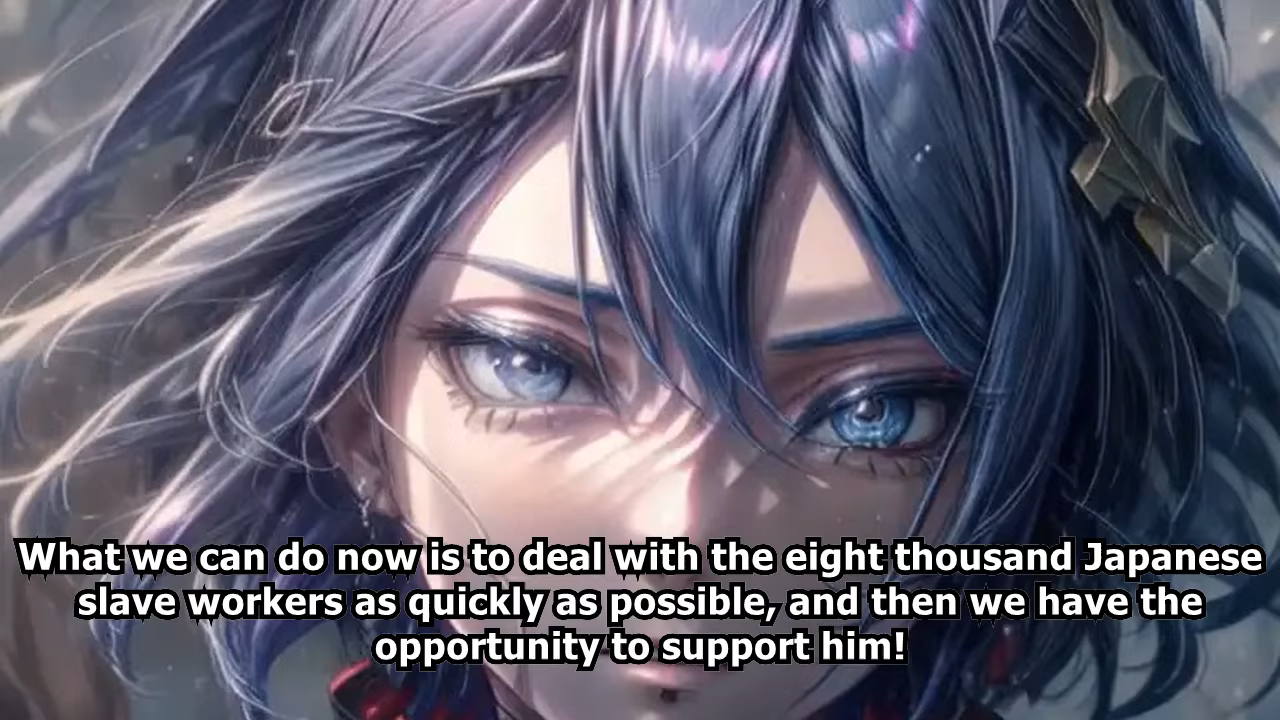 What we can do now is to deal with the eight thousand Japanese
slave workers as quickly as possible, and then we have the
opportunity to support him!